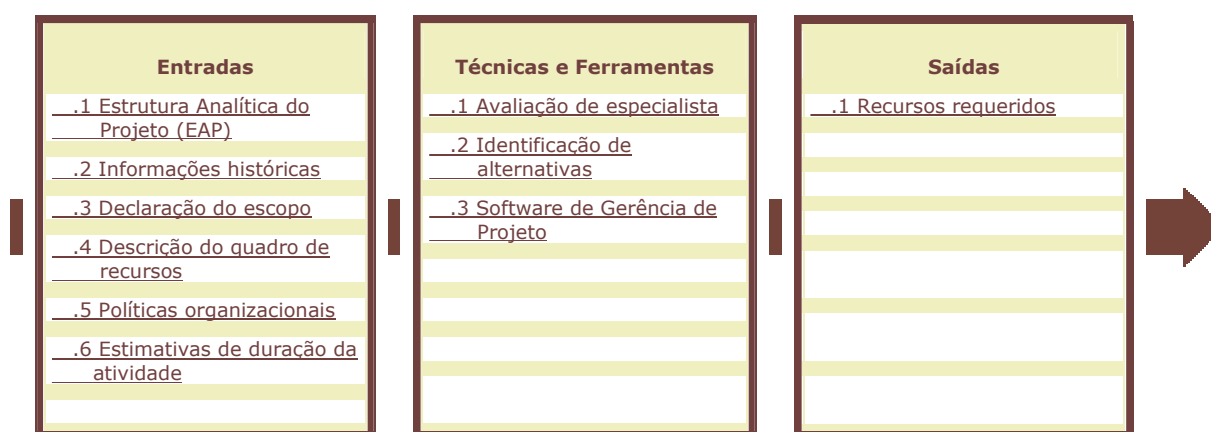 Entradas
.1 Estrutura Analítica do
Projeto (EAP)
.2 Informações históricas
.3 Declaração do escopo
.4 Descrição do quadro de
recursos
.5 Políticas organizacionais
.6 Estimativas de duração da
atividade
Técnicas e Ferramentas
.1 Avaliação de especialista
.2 Identificação de
alternativas
.3 Software de Gerência de
Projeto
Saídas
.1 Recursos requeridos